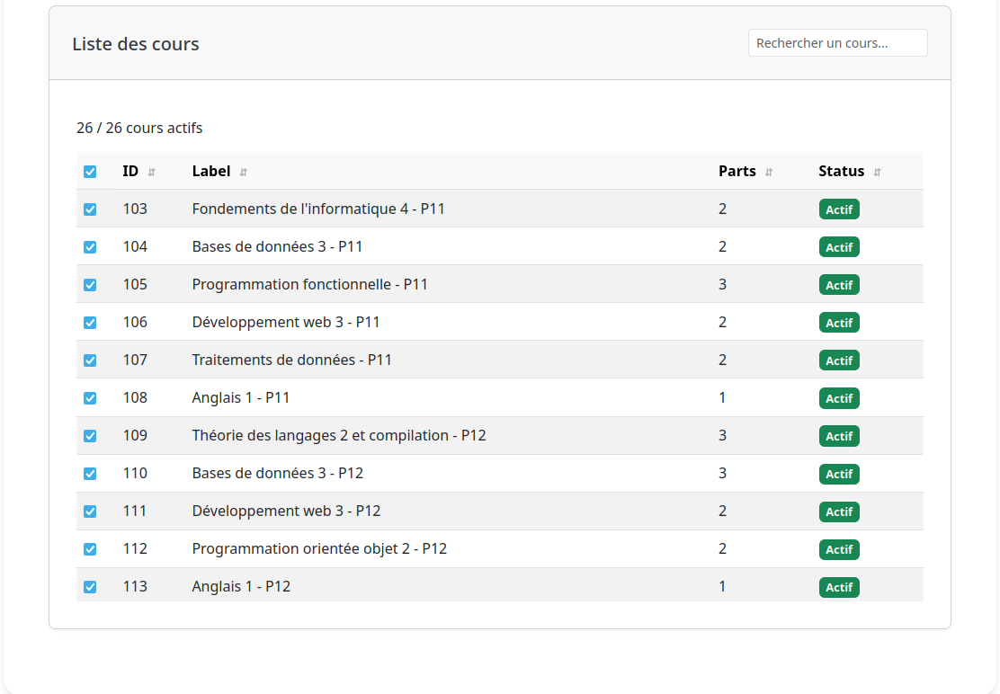 Liste des cours
Rechercher un cours...
26 / 26 cours actifs
ID Label Parts Status
103 Fondements de l'informatique 4 - P11 2 Actif
104 Bases de données 3 - P11 2 Actif
105 Programmation fonctionnelle - P11 3 Actif
106 Développement web 3 - P11 2 Actif
107 Traitements de données - P11 2 Actif
108 Anglais 1 - P11 1 Actif
109 Théorie des langages 2 et compilation - P12 3 Actif
110 Bases de données 3 - P12 3 Actif
111 Développement web 3 - P12 2 Actif
112 Programmation orientée objet 2 - P12 2 Actif
113 Anglais 1 - P12 1 Actif